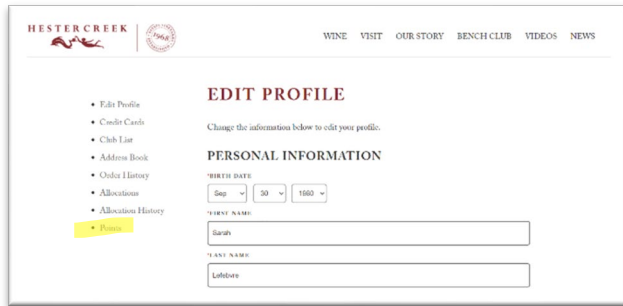 HESTER CREEK
1968
WINE VISIT OUR STORY BENCH CLUB VIDEOS NEWS
• Edit Profile
• Credit Cards
• Club List
• Address Book
• Order History
• Allocations
• Allocation History
• Points
EDIT PROFILE
Change the information below to edit your profile.
PERSONAL INFORMATION
*BIRTH DATE
Sep 30
*FIRST NAME
Sarah
*LAST NAME
Lefebvre